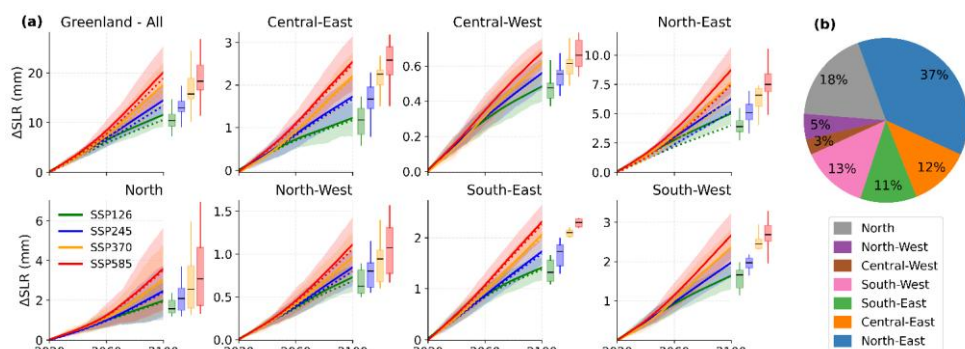 (a)
Greenland - All
Central-East
Central-West
North-East
(b)
ΔSLR (mm)
20
10
0
3
2
1
0
0.6
0.4
0.2
0.0
10.0
7.5
5.0
2.5
0.0
37%
18%
5%
3%
13%
11%
12%
North
North-West
South-East
South-West
ΔSLR (mm)
6
4
2
0
SSP126
SSP245
SSP370
SSP585
1.5
1.0
0.5
0.0
3
2
1
0
3
2
1
0
North
North-West
Central-West
South-West
South-East
Central-East
North-East